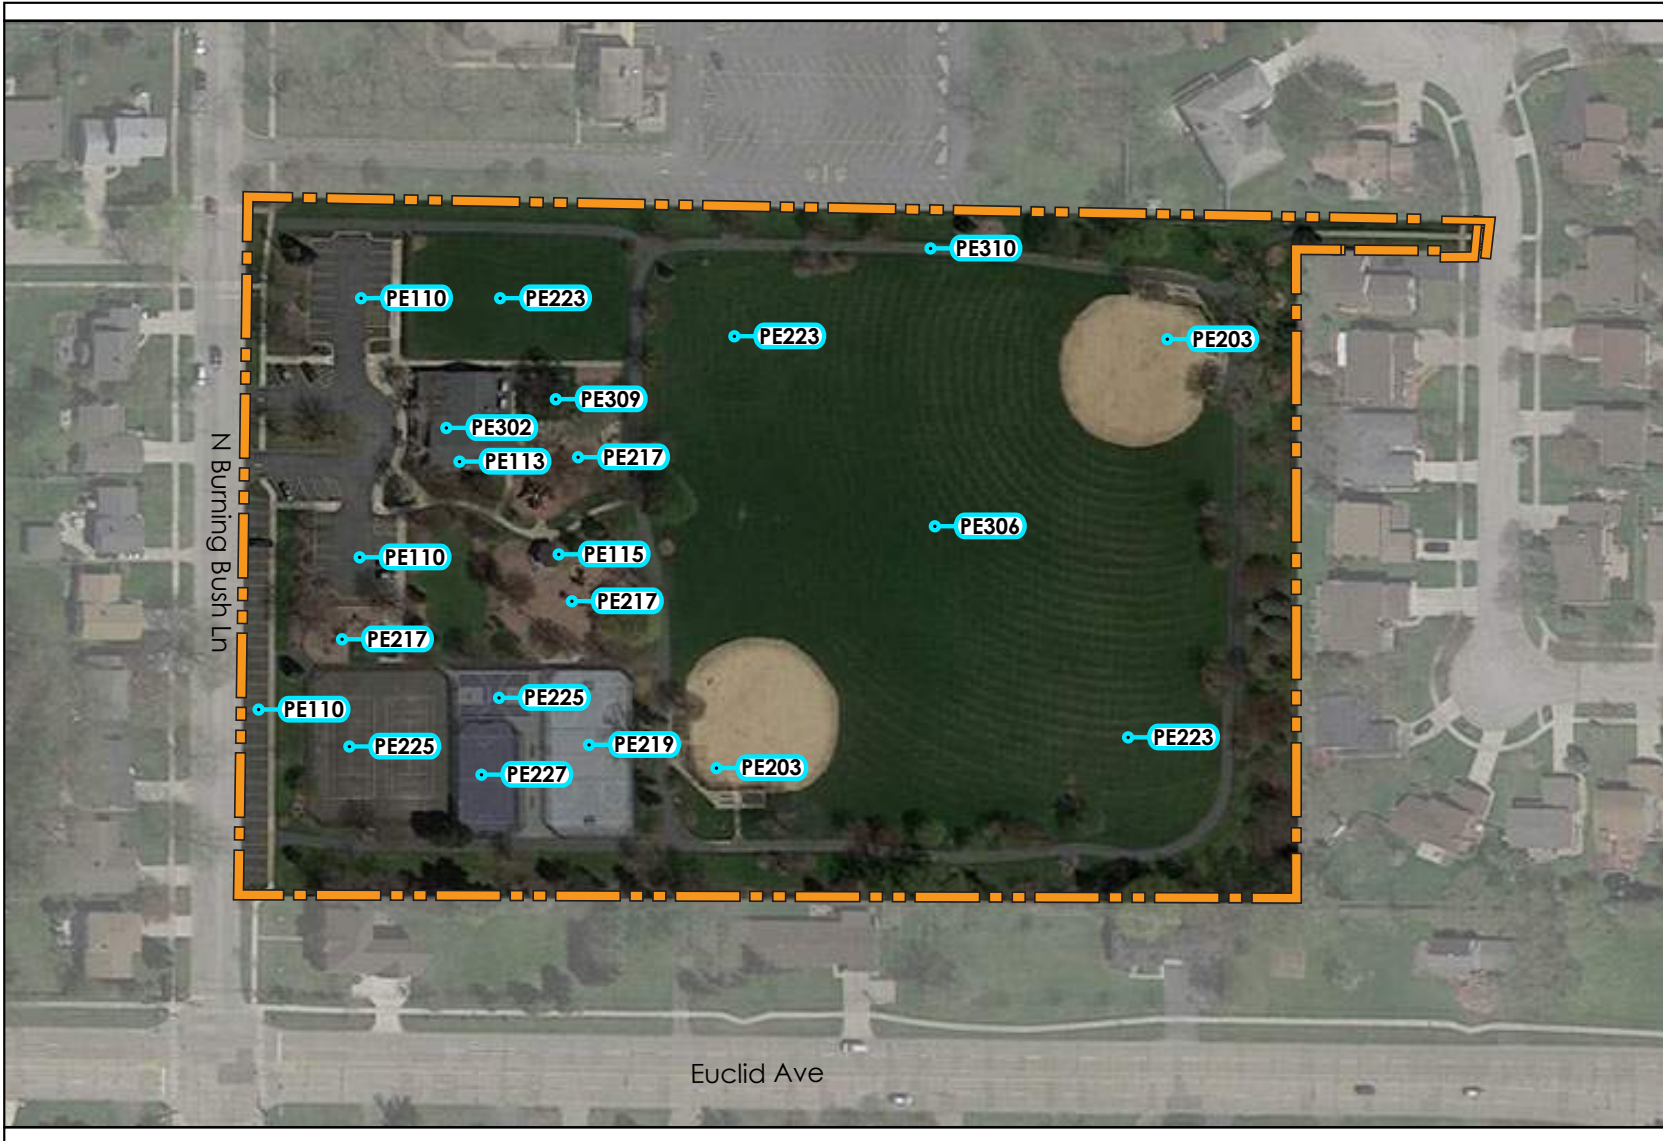 PE310
PE110
PE223
PE223
PE203
PE309
PE302
PE113
PE217
PE306
PE115
PE110
PE217
PE217
N Burning Bush Ln
PE225
PE110
PE225
PE219
PE223
PE203
PE227
Euclid Ave